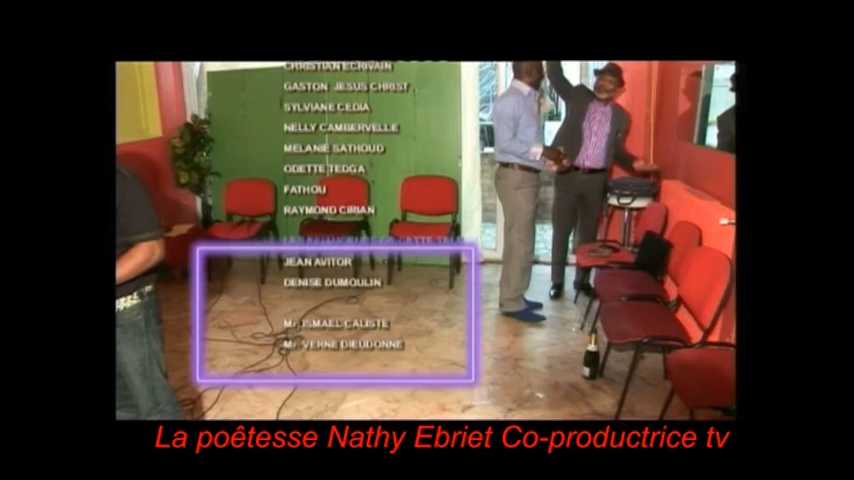 CHRISTIAN ECRIVAIN
GASTON JESUS CHRIST
SYLVIANE CEDIA
NELLY CAMBERVELLE
MELANIE SATHOUD
ODETTE TEDGA
FATHOU
RAYMOND CIBIAN
JEAN AVITOR
DENISE DUMOULIN
Mr ISMAEL CALISTE
Mr VERNE DIEUDONNE
La poêtesse Nathy Ebriet Co-productrice tv